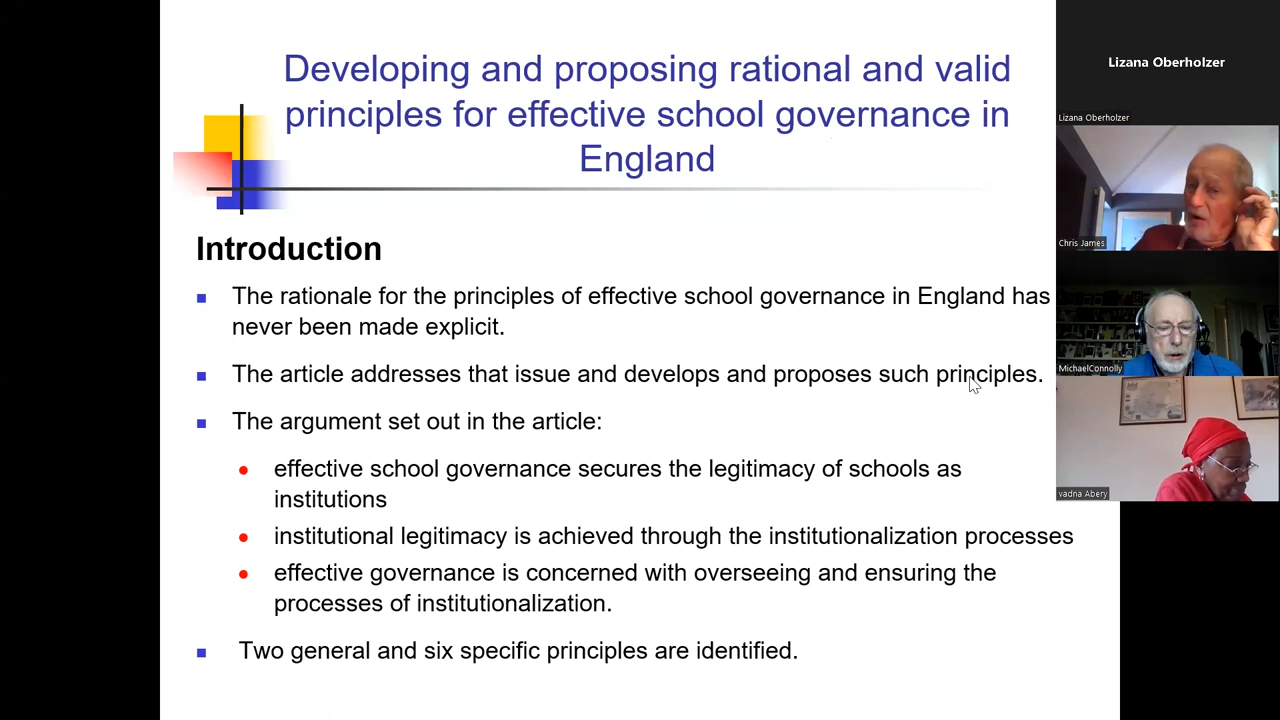 Developing and proposing rational and valid
principles for effective school governance in
England
Introduction
The rationale for the principles of effective school governance in England has
never been made explicit.
The article addresses that issue and develops and proposes such principles.
The argument set out in the article:
effective school governance secures the legitimacy of schools as
institutions
institutional legitimacy is achieved through the institutionalization processes
effective governance is concerned with overseeing and ensuring the
processes of institutionalization.
Two general and six specific principles are identified.
Lizana Oberholzer
Lizana Oberholzer
Chris James
MichaelConnolly
vadna Abery